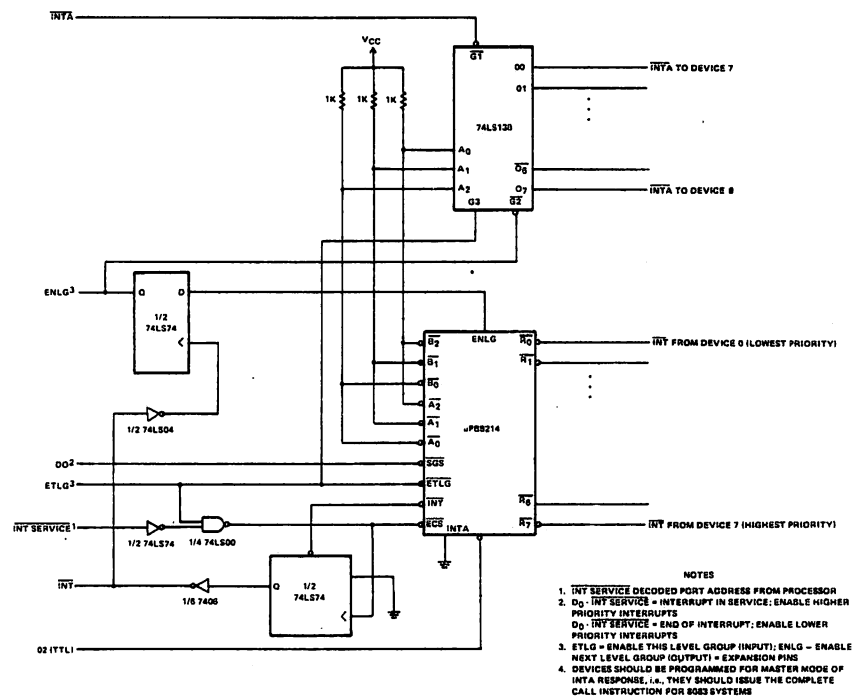 INTA
VCC
G1
O0
INTA TO DEVICE 7
O1
1K
1K
1K
74LS138
A0
A1
A2
O6
O7
INTA TO DEVICE 0
G3
G2
ENLG3
Q
D
1/2
74LS74
ENLG
B2
B1
B0
A2
A1
A0
R0
INT FROM DEVICE 0 (LOWEST PRIORITY)
R1
µPB8214
1/2 74LS04
DO2
SGS
ETLG3
ETLG
INT
R6
INT SERVICE1
ECS
INTA
R7
INT FROM DEVICE 7 (HIGHEST PRIORITY)
1/2 74LS74
1/4 74LS00
INT
1/6 7406
Q
1/2
74LS74
02 (TTL)
NOTES
1. INT SERVICE DECODED PORT ADDRESS FROM PROCESSOR
2. D0 · INT SERVICE = INTERRUPT IN SERVICE; ENABLE HIGHER
PRIORITY INTERRUPTS
D0 · INT SERVICE = END OF INTERRUPT; ENABLE LOWER
PRIORITY INTERRUPTS
3. ETLG = ENABLE THIS LEVEL GROUP (INPUT); ENLG = ENABLE
NEXT LEVEL GROUP (OUTPUT) = EXPANSION PINS
4. DEVICES SHOULD BE PROGRAMMED FOR MASTER MODE OF
INTA RESPONSE, i.e., THEY SHOULD ISSUE THE COMPLETE
CALL INSTRUCTION FOR 8085 SYSTEMS